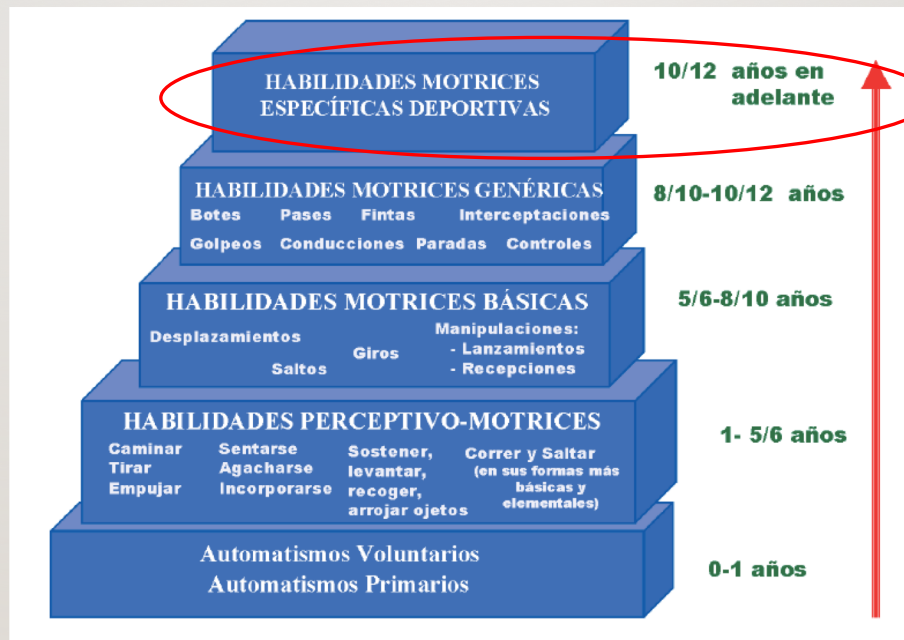 HABILIDADES MOTRICES
ESPECÍFICAS DEPORTIVAS
10/12 años en
adelante
HABILIDADES MOTRICES GENÉRICAS
Botes Pases Fintas Interceptaciones
Golpeos Conducciones Paradas Controles
8/10-10/12 años
HABILIDADES MOTRICES BÁSICAS
Desplazamientos
Saltos
Giros
Manipulaciones:
- Lanzamientos
- Recepciones
5/6-8/10 años
HABILIDADES PERCEPTIVO-MOTRICES
Caminar
Tirar
Empujar
Sentarse
Agacharse
Incorporarse
Sostener,
levantar,
recoger,
arrojar ojetos
Correr y Saltar
(en sus formas más
básicas y
elementales)
1- 5/6 años
Automatismos Voluntarios
Automatismos Primarios
0-1 años